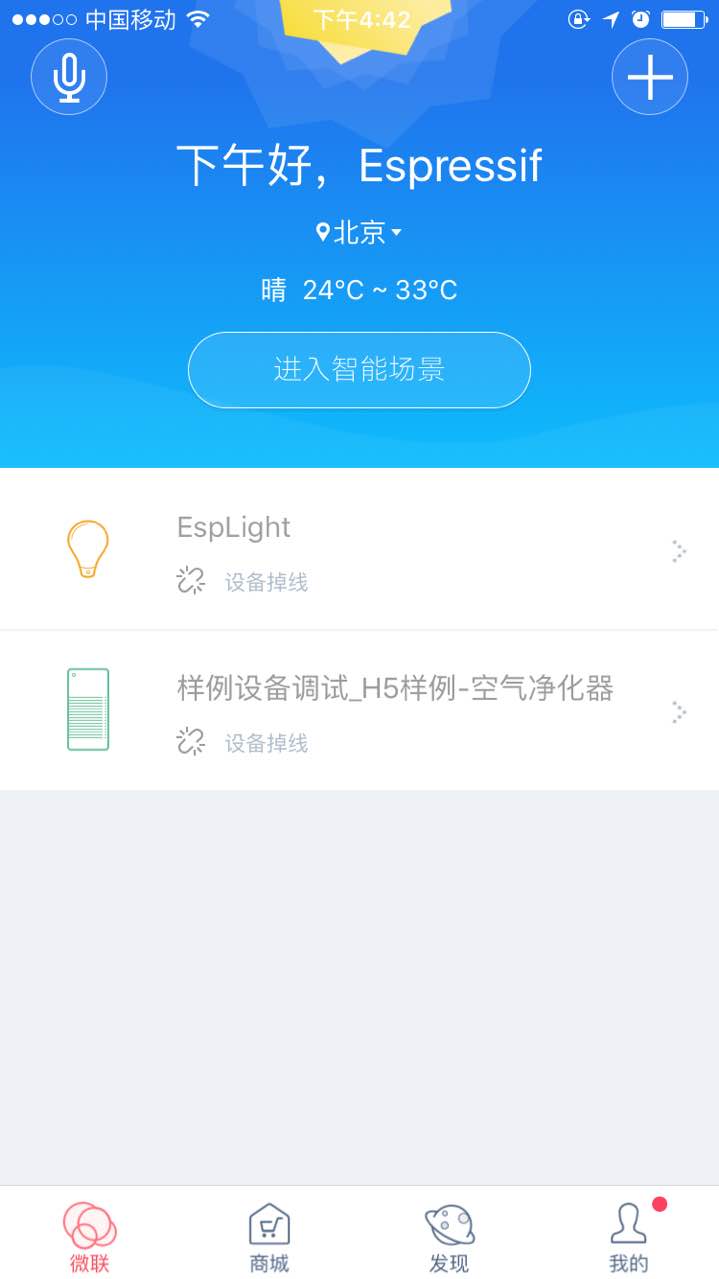 中国移动
下午4:42
下午好，Espressif
北京
晴 24°C ~ 33°C
进入智能场景
EspLight
设备掉线
样例设备调试_H5样例-空气净化器
设备掉线
微联
商城
发现
我的